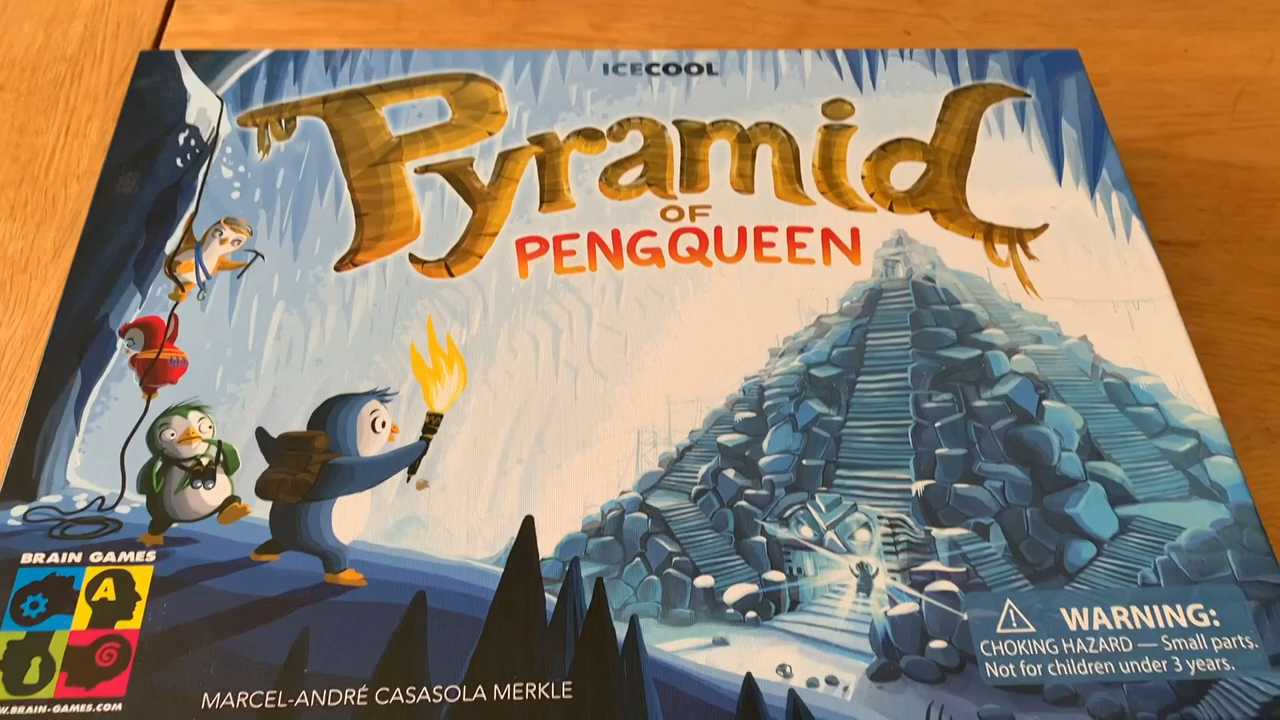 ICECOOL
Pyramid
OF
PENGQUEEN
BRAIN GAMES
A
WARNING:
CHOKING HAZARD — Small parts.
Not for children under 3 years.
MARCEL-ANDRÉ CASASOLA MERKLE
W.BRAIN-GAMES.COM